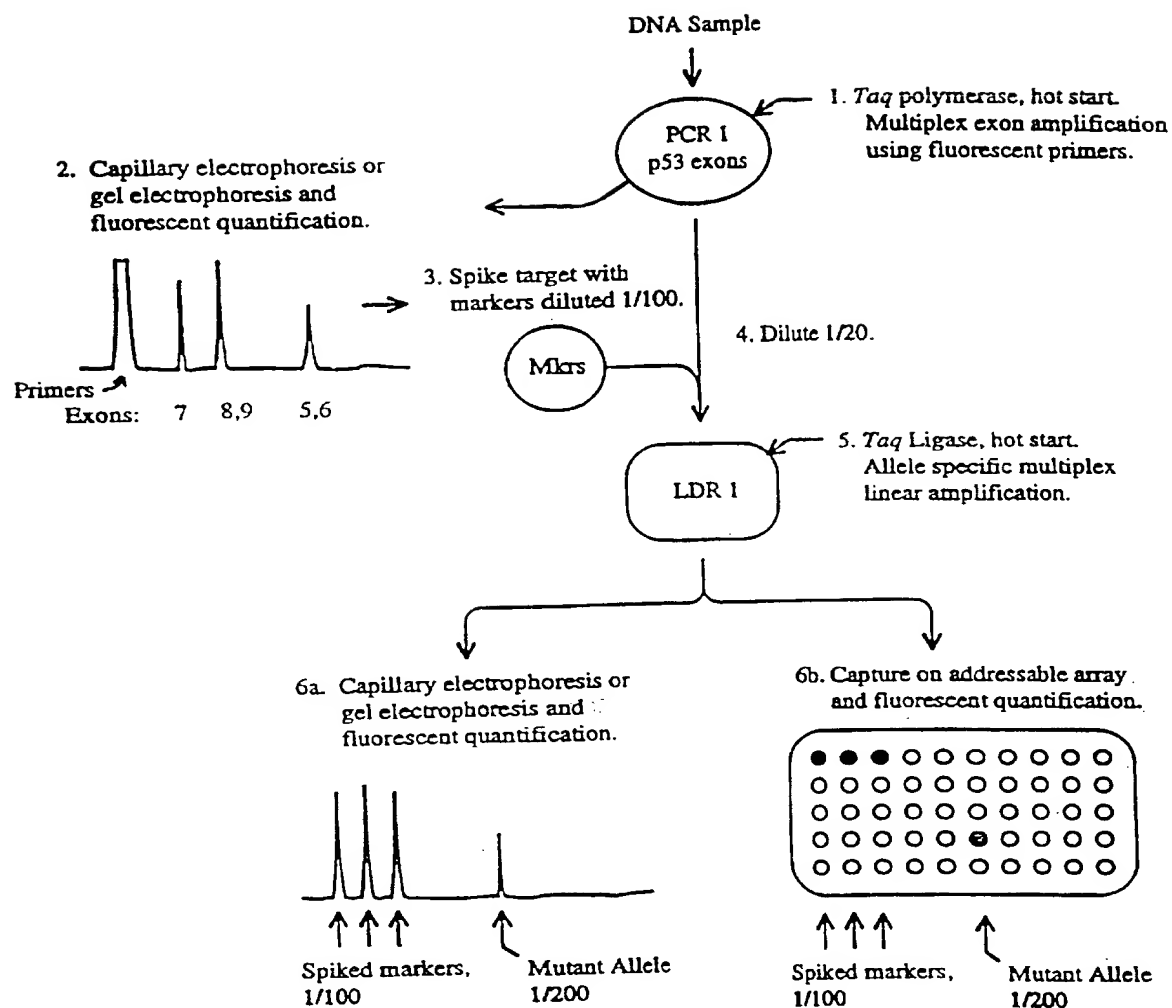 DNA Sample
PCR 1
p53 exons
1. Taq polymerase, hot start.
Multiplex exon amplification
using fluorescent primers.
2. Capillary electrophoresis or
gel electrophoresis and
fluorescent quantification.
3. Spike target with
markers diluted 1/100.
4. Dilute 1/20.
Mkrs
Primers
Exons: 7 8,9 5,6
5. Taq Ligase, hot start.
Allele specific multiplex
linear amplification.
LDR 1
6a. Capillary electrophoresis or
gel electrophoresis and
fluorescent quantification.
6b. Capture on addressable array
and fluorescent quantification.
Spiked markers,
1/100
Mutant Allele
1/200
Spiked markers,
1/100
Mutant Allele
1/200